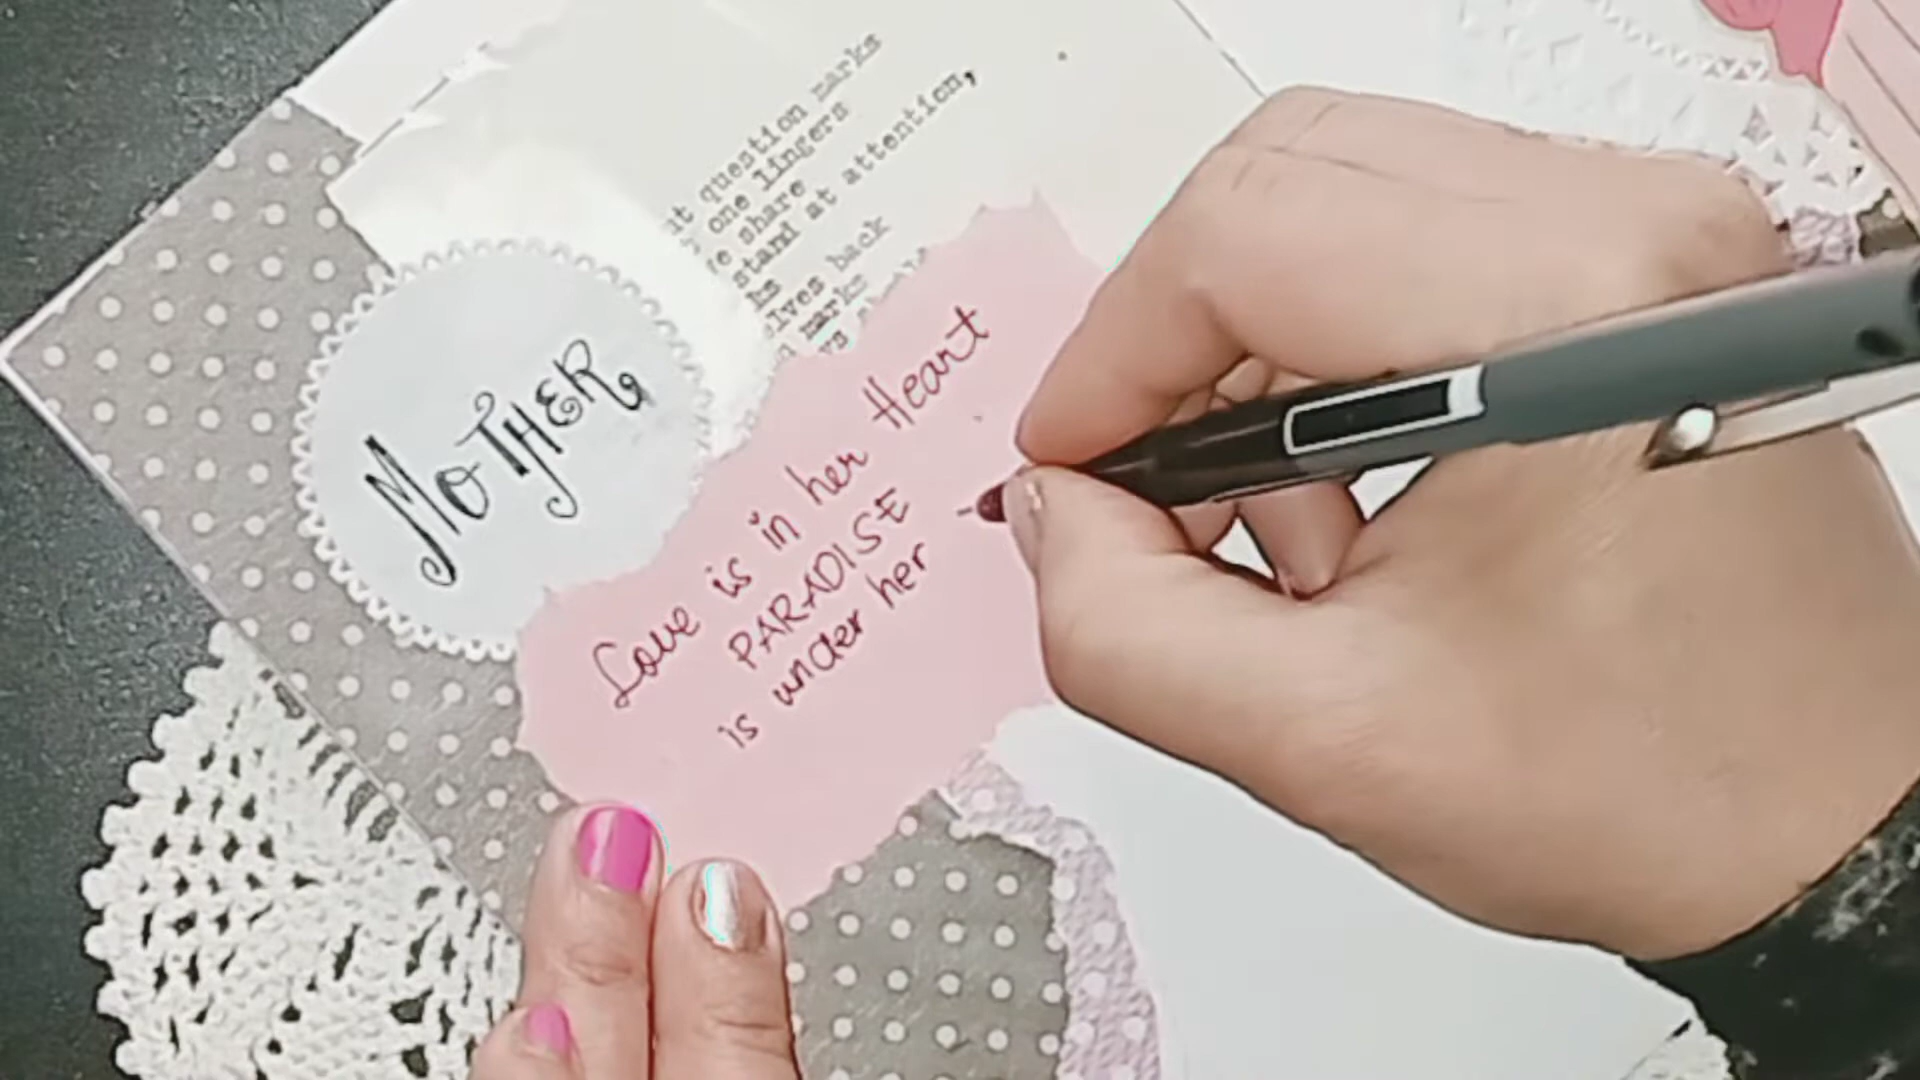 question marks
one lingers
share
stand at attention,
back
marks
MOTHER
Love is in her Heart
PARADISE
is under her